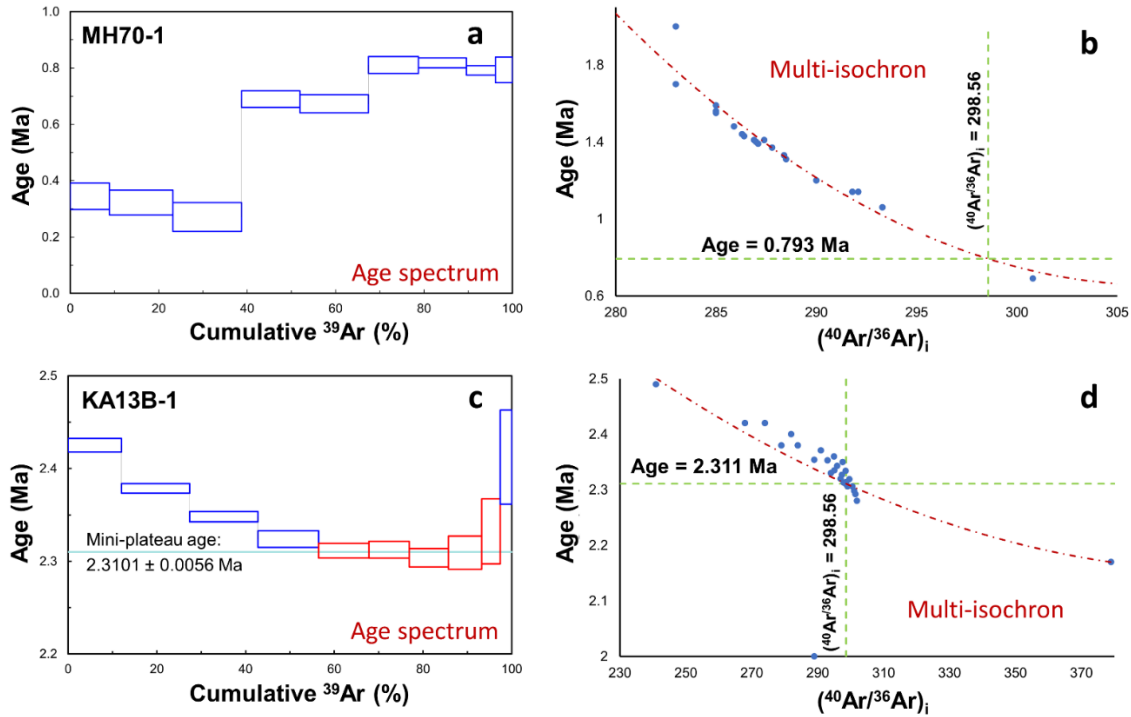 MH70-1
a
1.0
0.8
0.6
0.4
0.2
0.0
Age (Ma)
0
20
40
60
80
100
Age spectrum
Cumulative ³⁹Ar (%)
b
Multi-isochron
1.8
1.4
1
0.6
Age (Ma)
(⁴⁰Ar/³⁶Ar)ᵢ = 298.56
Age = 0.793 Ma
280
285
290
295
300
305
(⁴⁰Ar/³⁶Ar)ᵢ
KA13B-1
c
2.5
2.4
2.3
2.2
Age (Ma)
Mini-plateau age:
2.3101 ± 0.0056 Ma
Age spectrum
0
20
40
60
80
100
Cumulative ³⁹Ar (%)
d
2.5
2.4
2.3
2.2
2.1
2
Age (Ma)
Age = 2.311 Ma
(⁴⁰Ar/³⁶Ar)ᵢ = 298.56
Multi-isochron
230
250
270
290
310
330
350
370
(⁴⁰Ar/³⁶Ar)ᵢ